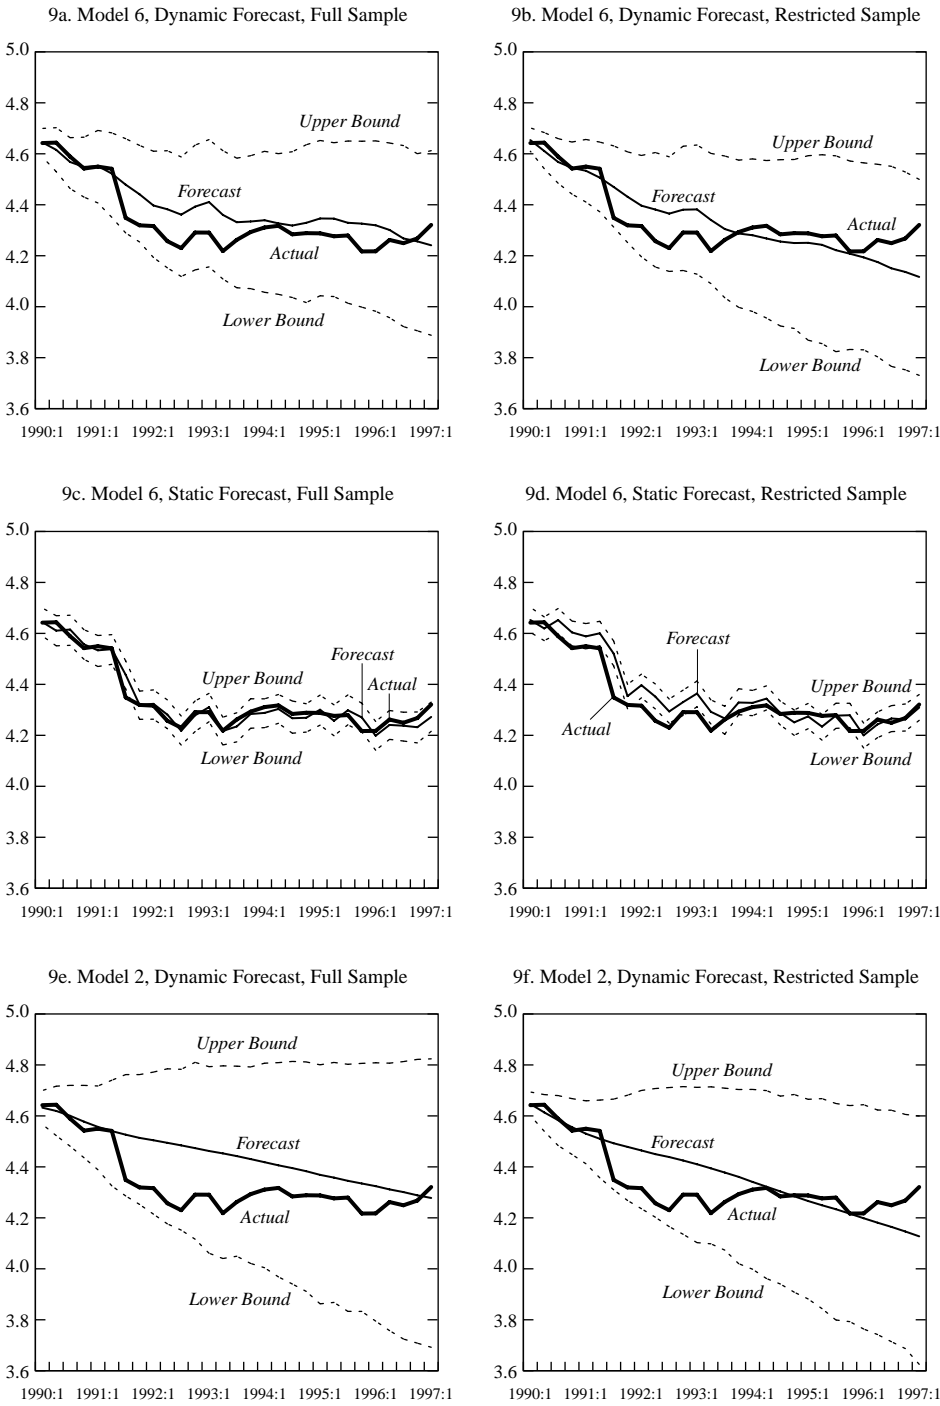 9a. Model 6, Dynamic Forecast, Full Sample
5.0
4.8
4.6
4.4
4.2
4.0
3.8
3.6
Upper Bound
Forecast
Actual
Lower Bound
1990:1 1991:1 1992:1 1993:1 1994:1 1995:1 1996:1 1997:1
9b. Model 6, Dynamic Forecast, Restricted Sample
5.0
4.8
4.6
4.4
4.2
4.0
3.8
3.6
Upper Bound
Forecast
Actual
Lower Bound
1990:1 1991:1 1992:1 1993:1 1994:1 1995:1 1996:1 1997:1
9c. Model 6, Static Forecast, Full Sample
5.0
4.8
4.6
4.4
4.2
4.0
3.8
3.6
Forecast
Upper Bound
Actual
Lower Bound
1990:1 1991:1 1992:1 1993:1 1994:1 1995:1 1996:1 1997:1
9d. Model 6, Static Forecast, Restricted Sample
5.0
4.8
4.6
4.4
4.2
4.0
3.8
3.6
Forecast
Upper Bound
Actual
Lower Bound
1990:1 1991:1 1992:1 1993:1 1994:1 1995:1 1996:1 1997:1
9e. Model 2, Dynamic Forecast, Full Sample
5.0
4.8
4.6
4.4
4.2
4.0
3.8
3.6
Upper Bound
Forecast
Actual
Lower Bound
1990:1 1991:1 1992:1 1993:1 1994:1 1995:1 1996:1 1997:1
9f. Model 2, Dynamic Forecast, Restricted Sample
5.0
4.8
4.6
4.4
4.2
4.0
3.8
3.6
Upper Bound
Forecast
Actual
Lower Bound
1990:1 1991:1 1992:1 1993:1 1994:1 1995:1 1996:1 1997:1